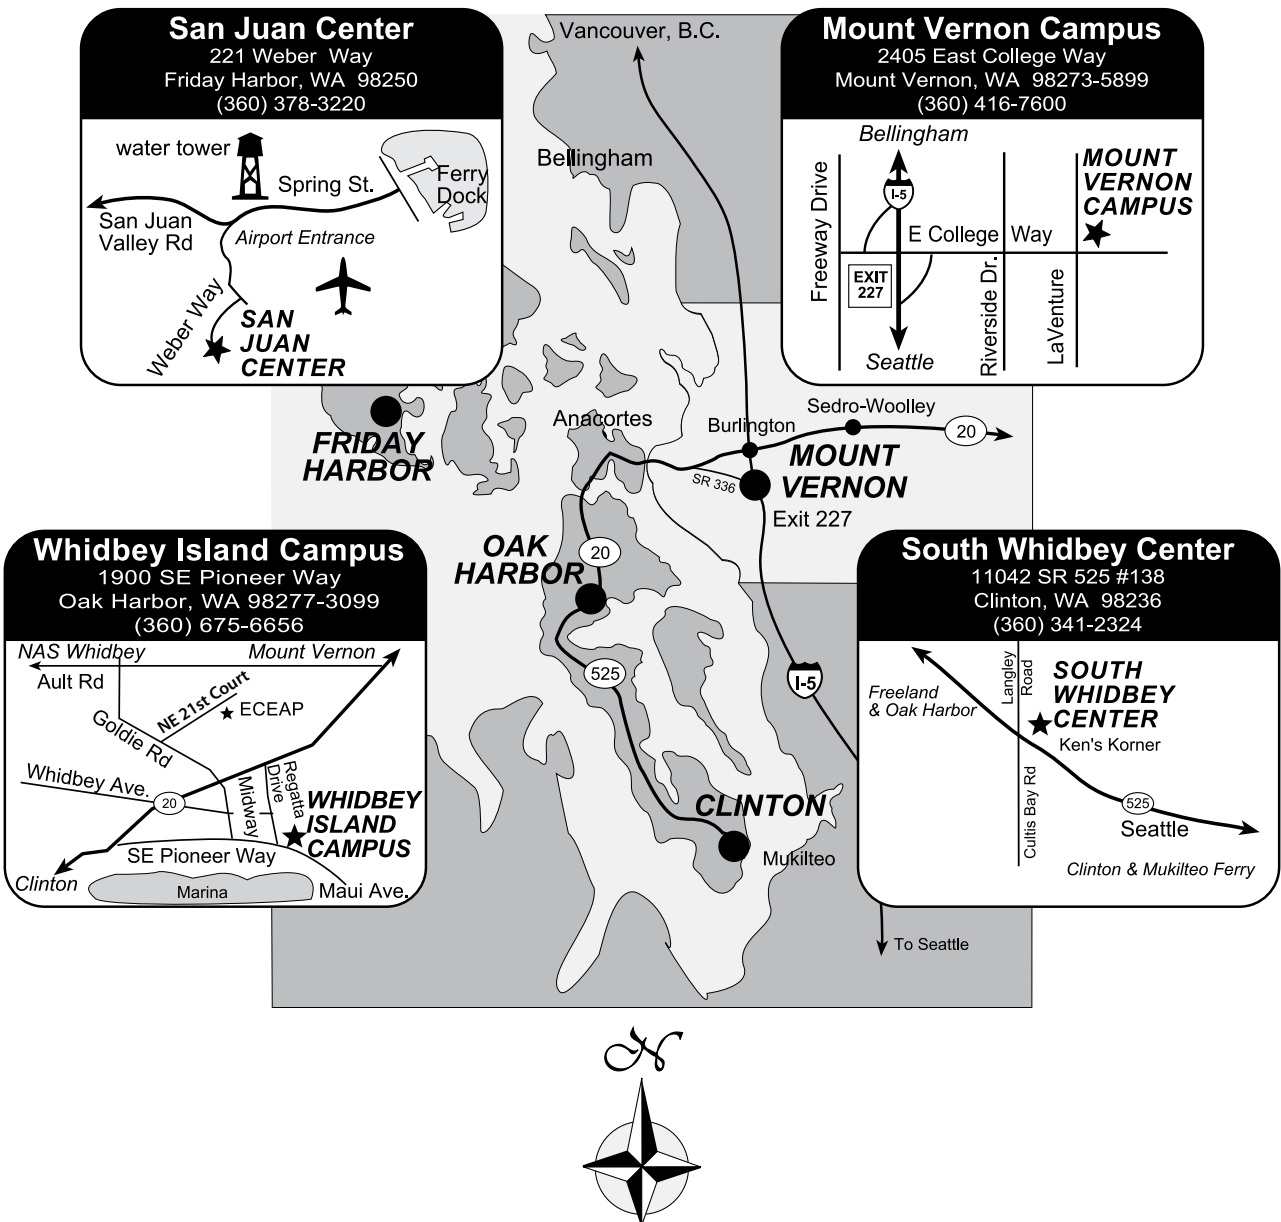 San Juan Center
221 Weber Way
Friday Harbor, WA 98250
(360) 378-3220
water tower
Spring St.
Ferry
Dock
San Juan
Valley Rd
Airport Entrance
Weber Way
SAN
JUAN
CENTER
Vancouver, B.C.
Bellingham
Mount Vernon Campus
2405 East College Way
Mount Vernon, WA 98273-5899
(360) 416-7600
Bellingham
Freeway Drive
I-5
MOUNT
VERNON
CAMPUS
E College Way
EXIT
227
Riverside Dr.
LaVenture
Seattle
FRIDAY
HARBOR
Anacortes
Burlington
Sedro-Woolley
20
MOUNT
VERNON
SR 336
Exit 227
OAK
HARBOR
20
525
I-5
CLINTON
Mukilteo
To Seattle
Whidbey Island Campus
1900 SE Pioneer Way
Oak Harbor, WA 98277-3099
(360) 675-6656
NAS Whidbey
Mount Vernon
Ault Rd
NE 21st Court
ECEAP
Goldie Rd
Whidbey Ave.
20
Midway
Regatta
Drive
WHIDBEY
ISLAND
CAMPUS
SE Pioneer Way
Clinton
Marina
Maui Ave.
South Whidbey Center
11042 SR 525 #138
Clinton, WA 98236
(360) 341-2324
Langley
Road
SOUTH
WHIDBEY
CENTER
Freeland
& Oak Harbor
Ken's Korner
Cultis Bay Rd
525
Seattle
Clinton & Mukilteo Ferry
N